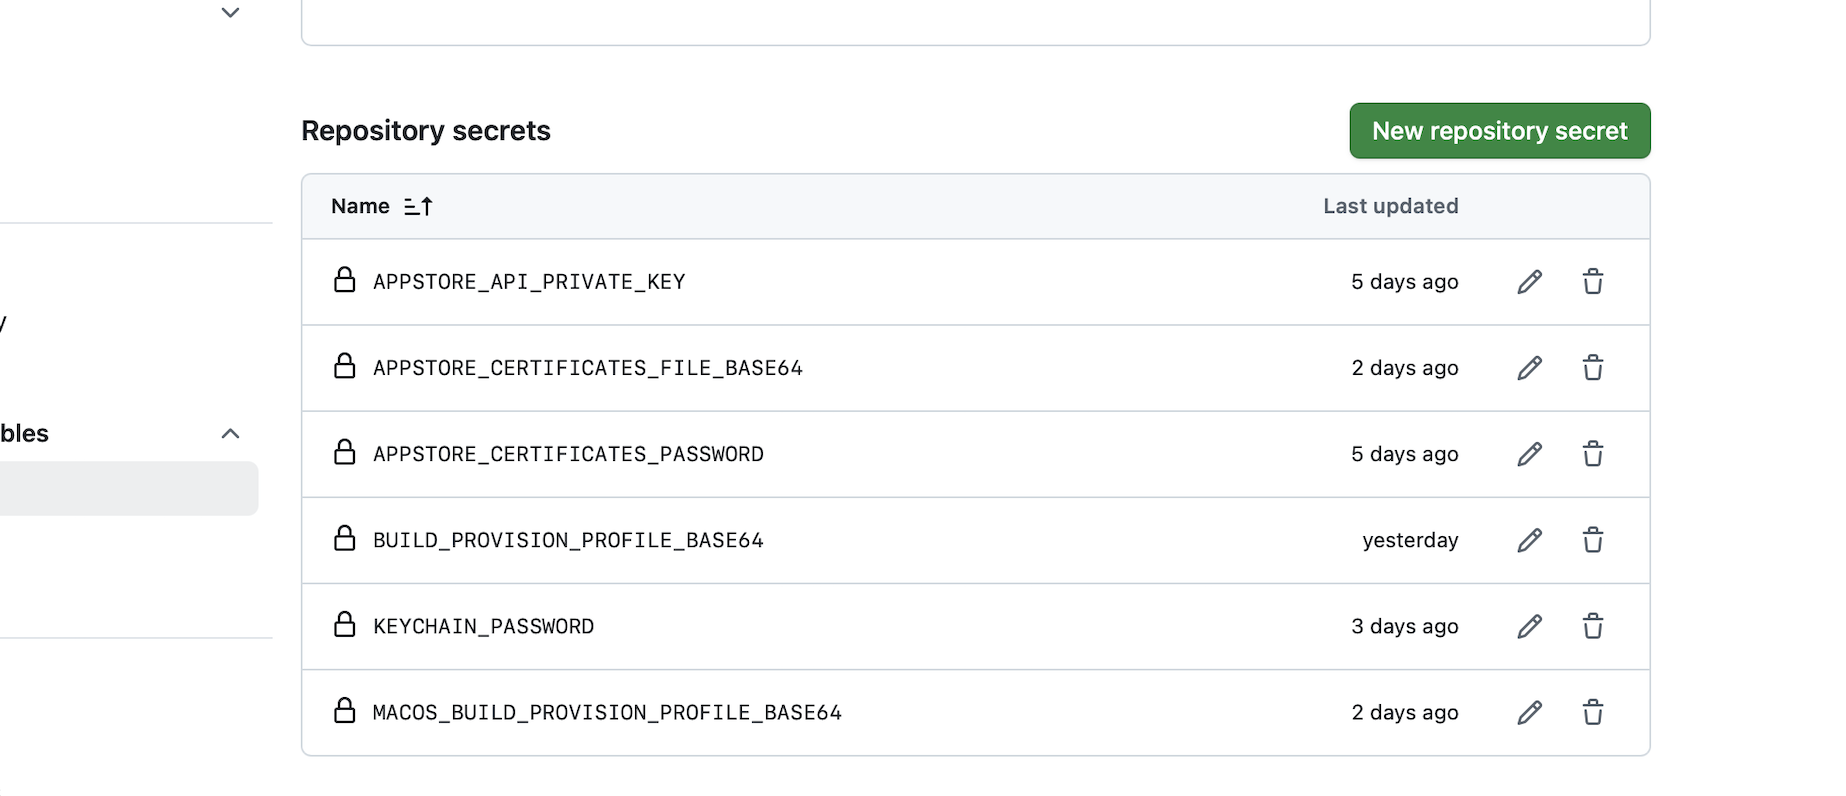 Repository secrets
New repository secret
Name
Last updated
APPSTORE_API_PRIVATE_KEY
5 days ago
APPSTORE_CERTIFICATES_FILE_BASE64
2 days ago
bles
APPSTORE_CERTIFICATES_PASSWORD
5 days ago
BUILD_PROVISION_PROFILE_BASE64
yesterday
KEYCHAIN_PASSWORD
3 days ago
MACOS_BUILD_PROVISION_PROFILE_BASE64
2 days ago